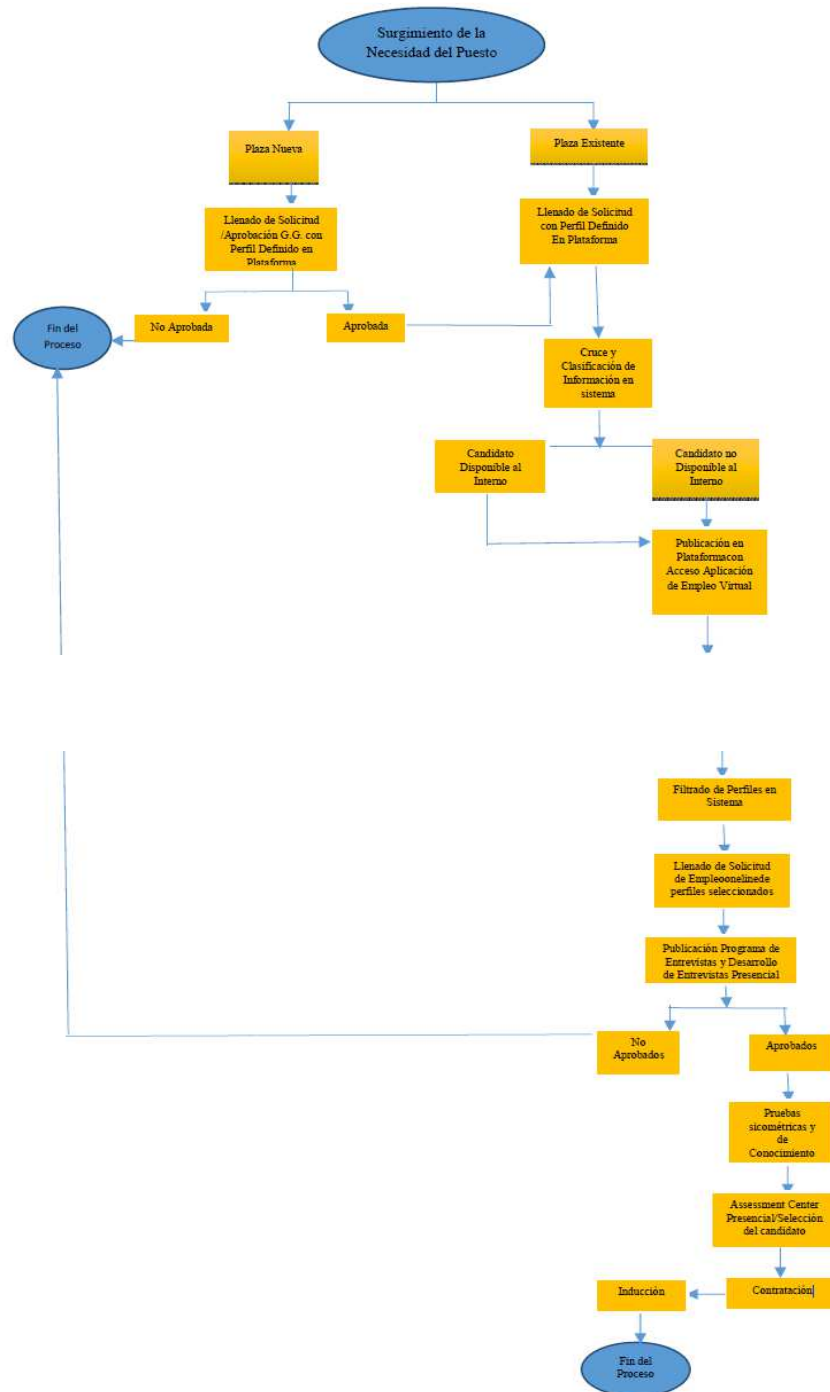 Surgimiento de la
Necesidad del Puesto
Plaza Nueva
Plaza Existente
Llenado de Solicitud
/Aprobación G.G. con
Perfil Definido en
Plataforma
Llenado de Solicitud
con Perfil Definido
En Plataforma
No Aprobada
Aprobada
Fin del
Proceso
Cruce y
Clasificación de
Información en
sistema
Candidato
Disponible al
Interno
Candidato no
Disponible al
Interno
Publicación en
Plataformacon
Acceso Aplicación
de Empleo Virtual
Filtrado de Perfiles en
Sistema
Llenado de Solicitud
de Empleoonelinede
perfiles seleccionados
Publicación Programa de
Entrevistas y Desarrollo
de Entrevistas Presencial
No
Aprobados
Aprobados
Pruebas
sicométricas y
de
Conocimiento
Assessment Center
Presencial/Selección
del candidato
Inducción
Contratación
Fin del
Proceso